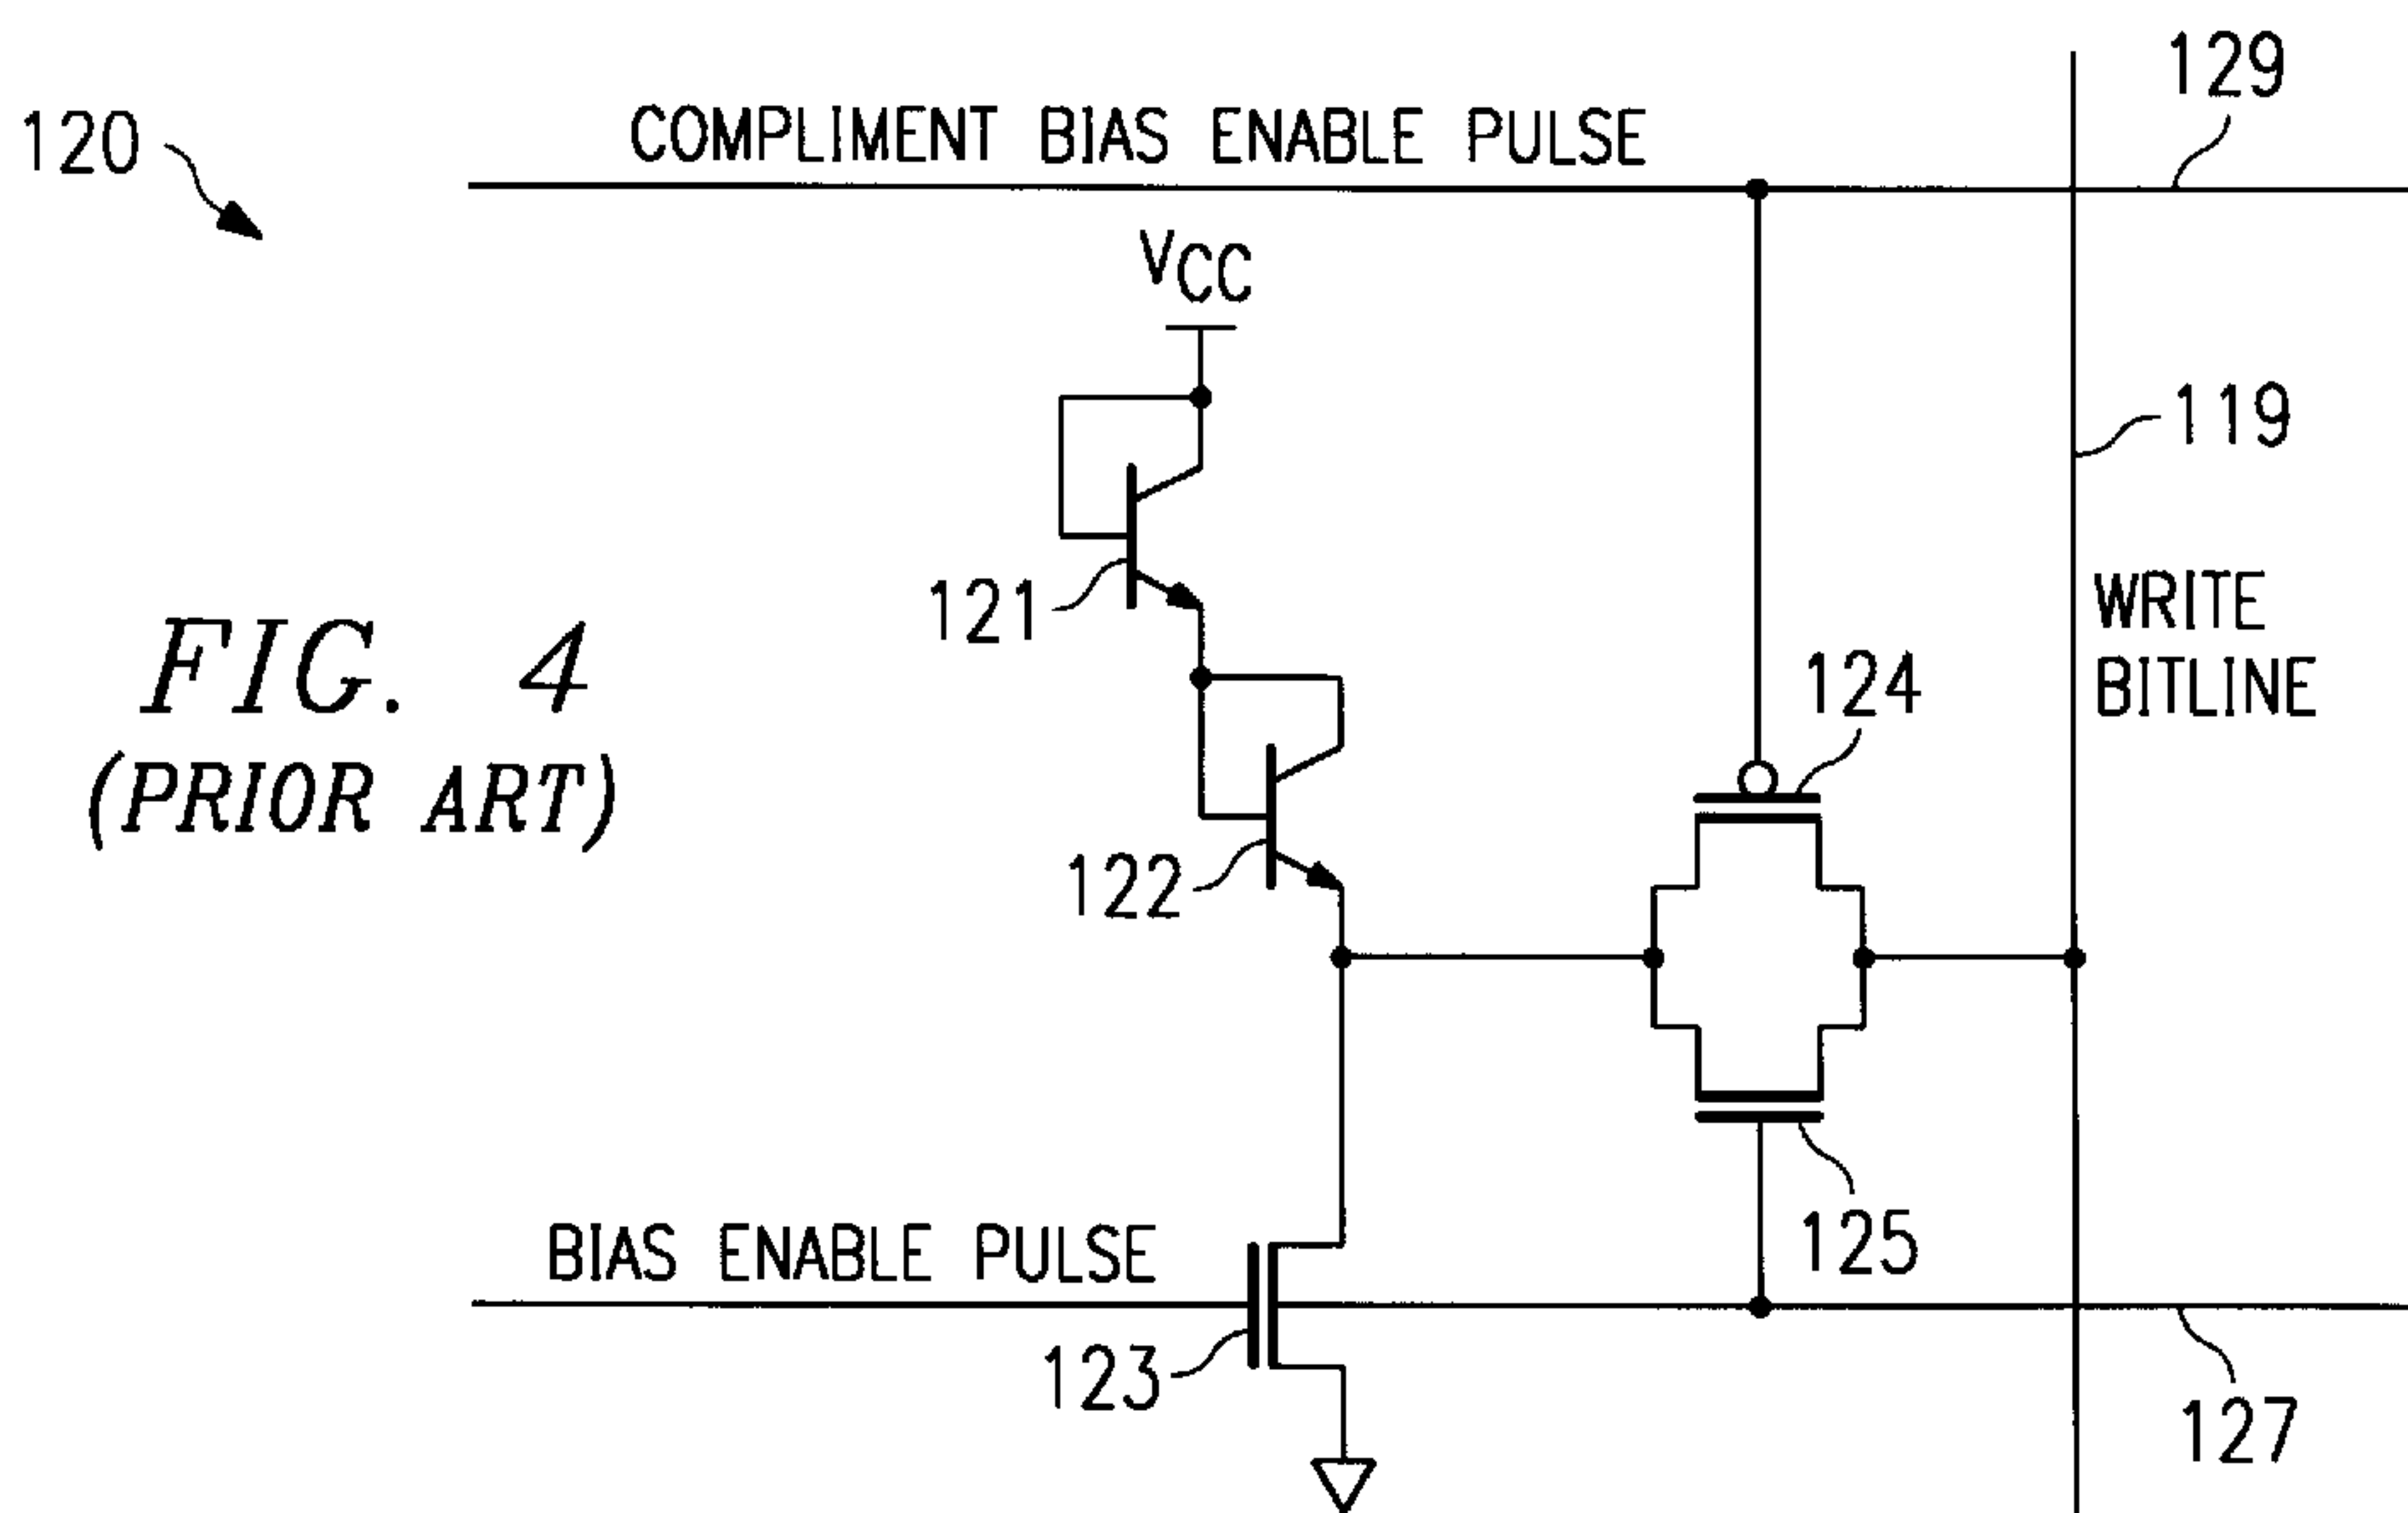 129
120
COMPLIMENT BIAS ENABLE PULSE
VCC
119
121
WRITE
BITLINE
FIG. 4
(PRIOR ART)
124
122
125
BIAS ENABLE PULSE
123
127